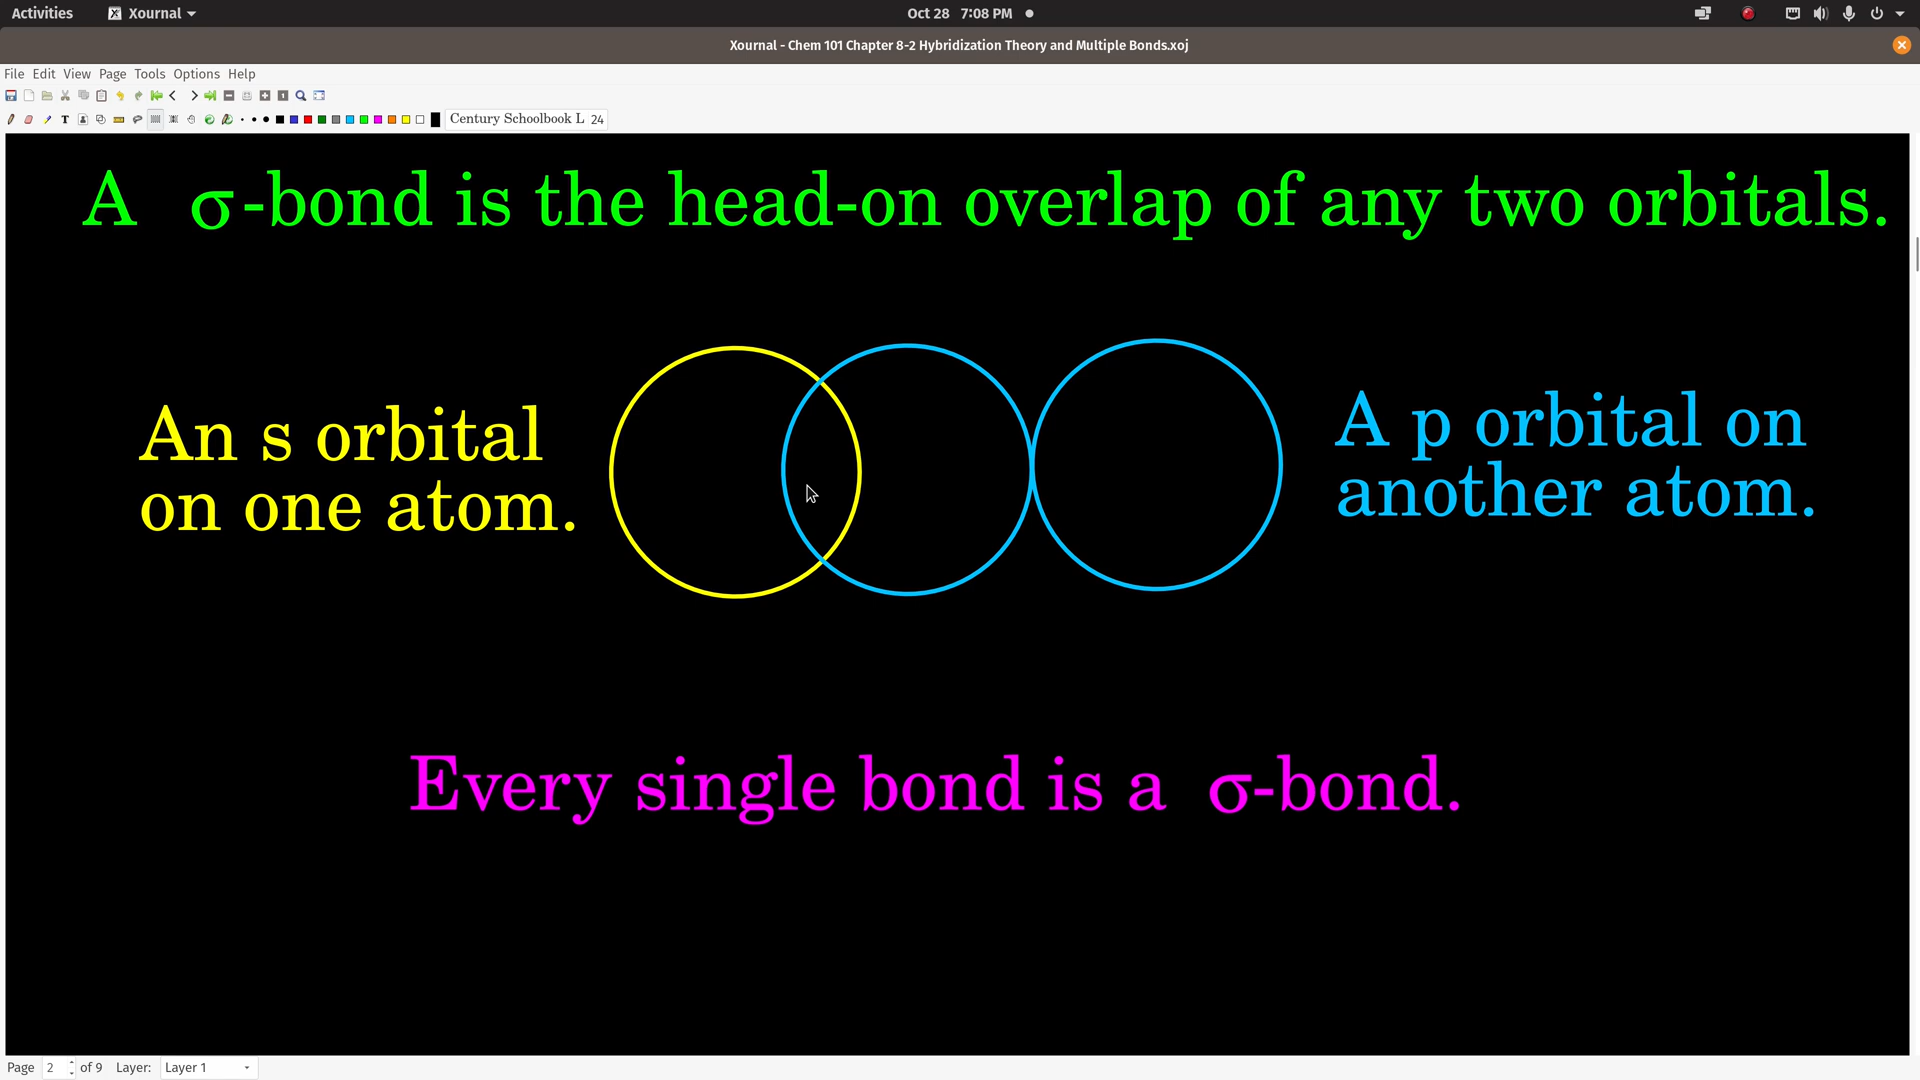 Activities Xournal Oct 28 7:08 PM
Xournal - Chem 101 Chapter 8-2 Hybridization Theory and Multiple Bonds.xoj
File Edit View Page Tools Options Help
Century Schoolbook L 24
A σ-bond is the head-on overlap of any two orbitals.
An s orbital
on one atom.
A p orbital on
another atom.
Every single bond is a σ-bond.
Page 2 of 9 Layer: Layer 1